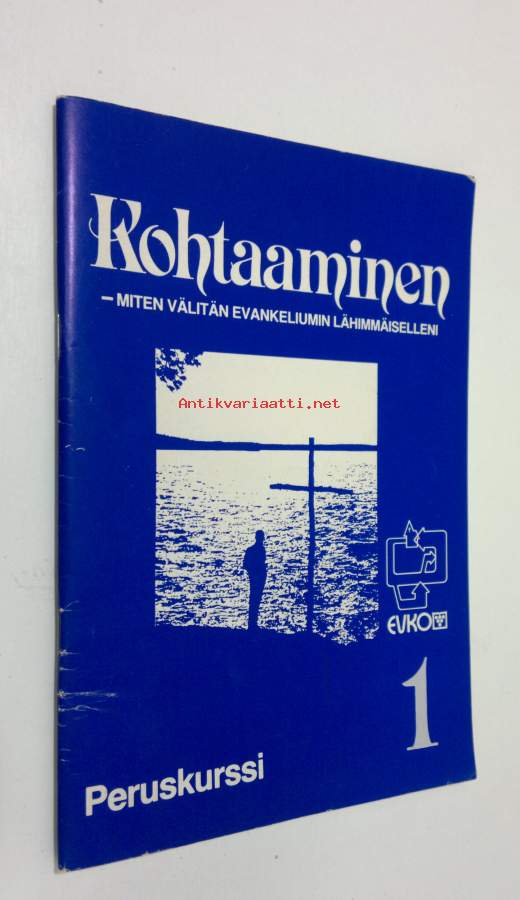 Kohtaaminen
– MITEN VÄLITÄN EVANKELIUMIN LÄHIMMÄISELLENI
Antikvariaatti.net
EVKO
1
Peruskurssi